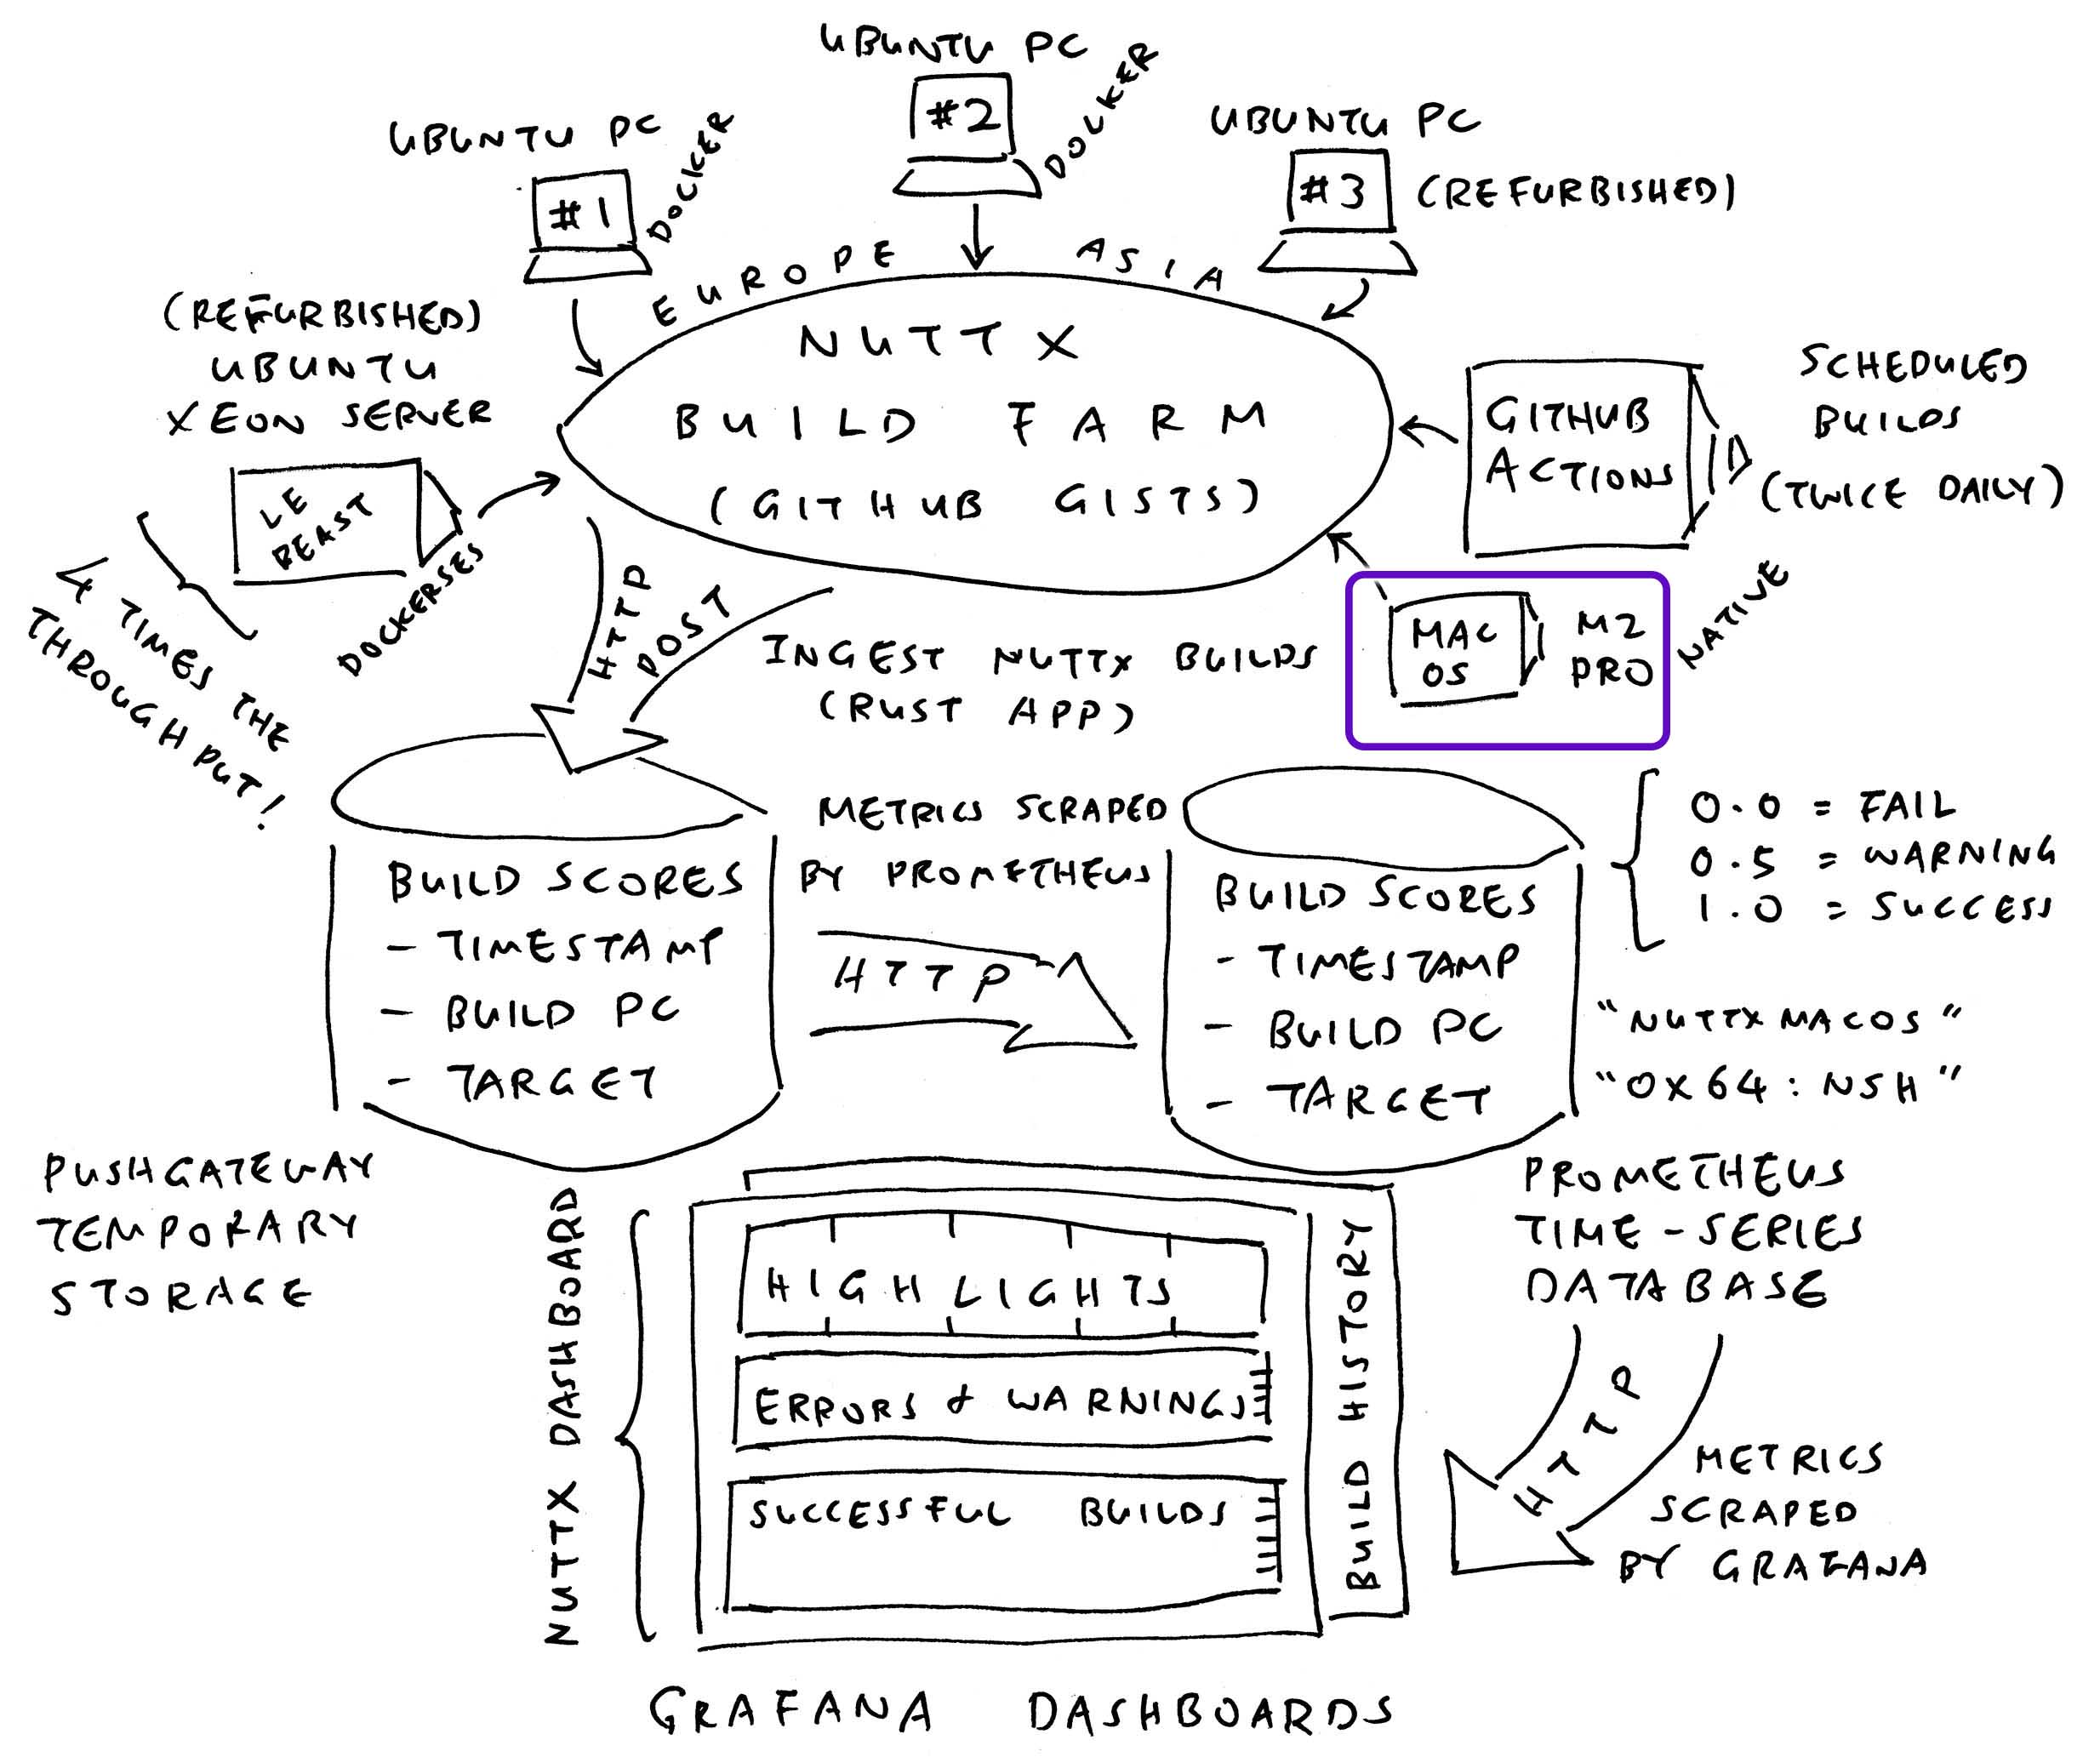 UBUNTU PC
#2
DOCKER
UBUNTU PC
#1
DOCKER
UBUNTU PC
#3
(REFURBISHED)
EUROPE
ASIA
(REFURBISHED)
UBUNTU
XEON SERVER
LE
BEAST
DOCKERSES
4 TIMES THE
THROUGHPUT!
NUTTX
BUILD FARM
(GITHUB GISTS)
GITHUB
ACTIONS
SCHEDULED
BUILDS
(TWICE DAILY)
MAC
OS
M2
PRO
NATIVE
HTTP
POST
INGEST NUTTX BUILDS
(RUST APP)
BUILD SCORES
- TIMESTAMP
- BUILD PC
- TARGET
PUSHGATEWAY
TEMPORARY
STORAGE
METRICS SCRAPED
BY PROMETHEUS
HTTP
BUILD SCORES
- TIMESTAMP
- BUILD PC
- TARGET
0.0 = FAIL
0.5 = WARNING
1.0 = SUCCESS
"NUTTXMACOS"
"OX64:NSH"
PROMETHEUS
TIME-SERIES
DATABASE
HTTP
METRICS
SCRAPED
BY GRAFANA
NUTTX DASHBOARD
HIGHLIGHTS
ERRORS & WARNINGS
SUCCESSFUL BUILDS
BUILD HISTORY
GRAFANA DASHBOARDS